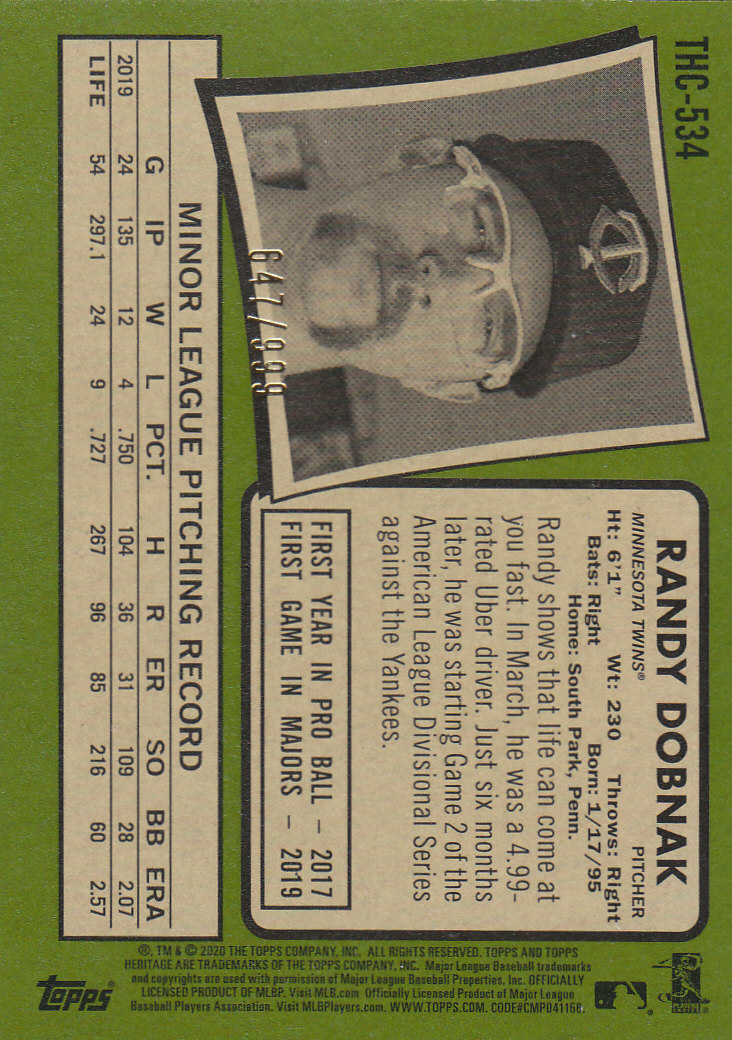 THC-534
647/999
RANDY DOBNAK
MINNESOTA TWINS® PITCHER
Ht: 6'1" Wt: 230 Throws: Right
Bats: Right Born: 1/17/95
Home: South Park, Penn.
Randy shows that life can come at
you fast. In March, he was a 4.99-
rated Uber driver. Just six months
later, he was starting Game 2 of the
American League Divisional Series
against the Yankees.
FIRST YEAR IN PRO BALL – 2017
FIRST GAME IN MAJORS – 2019
MINOR LEAGUE PITCHING RECORD
G IP W L PCT. H R ER SO BB ERA
2019 24 135 12 4 .750 104 36 31 109 28 2.07
LIFE 54 297.1 24 9 .727 267 96 85 216 60 2.57
®, TM & © 2020 THE TOPPS COMPANY, INC. ALL RIGHTS RESERVED. TOPPS AND TOPPS
HERITAGE ARE TRADEMARKS OF THE TOPPS COMPANY, INC. Major League Baseball trademarks
and copyrights are used with permission of Major League Baseball Properties, Inc. OFFICIALLY
LICENSED PRODUCT OF MLBP. Visit MLB.com Officially Licensed Product of Major League
Baseball Players Association. Visit MLBPlayers.com. WWW.TOPPS.COM. CODE#CMP041156
TOPPS®